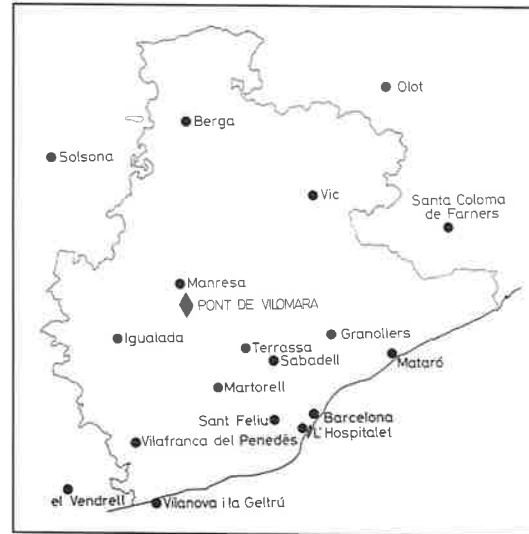 Olot
Berga
Solsona
Vic
Santa Coloma
de Farners
Manresa
PONT DE VILOMARA
Igualada
Granollers
Terrassa
Sabadell
Mataró
Martorell
Sant Feliu
Barcelona
L'Hospitalet
Vilafranca del Penedès
el Vendrell
Vilanova i la Geltrú